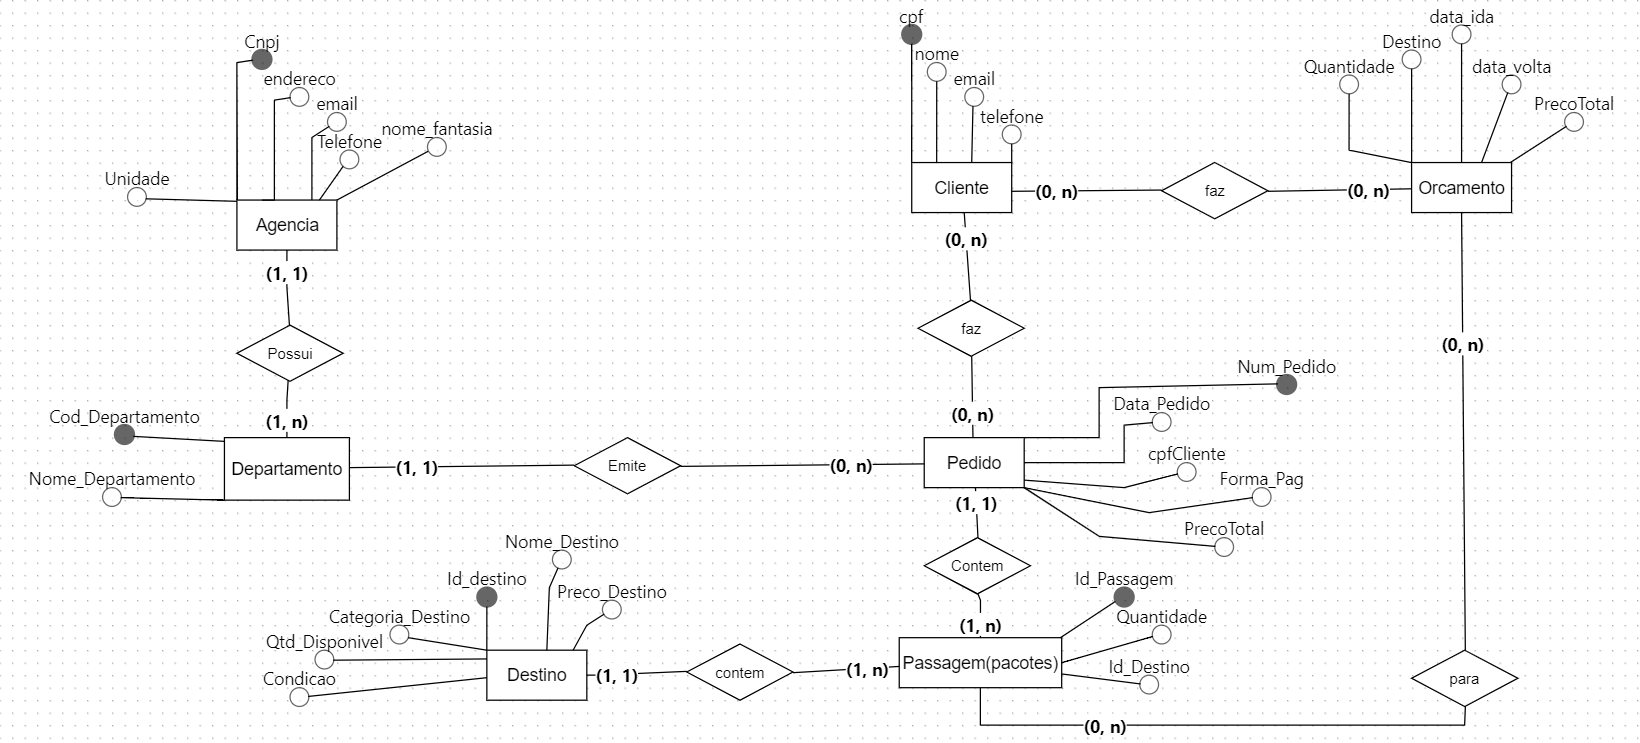 Cnpj
endereco
email
Telefone
nome_fantasia
Unidade
Agencia
(1, 1)
Possui
(1, n)
Cod_Departamento
Nome_Departamento
Departamento
(1, 1)
Emite
(0, n)
cpf
nome
email
telefone
Cliente
(0, n)
faz
(0, n)
Quantidade
Destino
data_ida
data_volta
PrecoTotal
Orcamento
(0, n)
faz
(0, n)
(0, n)
Pedido
Num_Pedido
Data_Pedido
cpfCliente
Forma_Pag
PrecoTotal
(1, 1)
Contem
(1, n)
Id_Passagem
Quantidade
Id_Destino
Passagem(pacotes)
Nome_Destino
Id_destino
Preco_Destino
Categoria_Destino
Qtd_Disponivel
Condicao
Destino
(1, 1)
contem
(1, n)
para
(0, n)